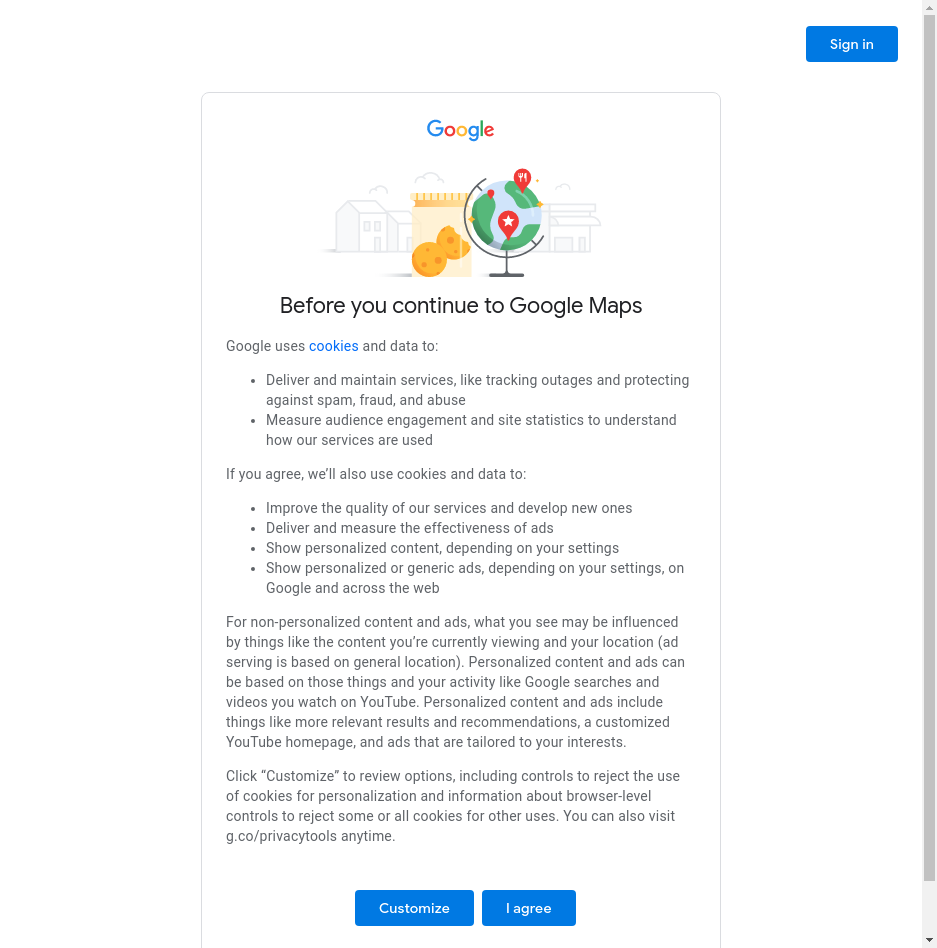 Sign in
Google
Before you continue to Google Maps
Google uses cookies and data to:
• Deliver and maintain services, like tracking outages and protecting
against spam, fraud, and abuse
• Measure audience engagement and site statistics to understand
how our services are used
If you agree, we’ll also use cookies and data to:
• Improve the quality of our services and develop new ones
• Deliver and measure the effectiveness of ads
• Show personalized content, depending on your settings
• Show personalized or generic ads, depending on your settings, on
Google and across the web
For non-personalized content and ads, what you see may be influenced
by things like the content you’re currently viewing and your location (ad
serving is based on general location). Personalized content and ads can
be based on those things and your activity like Google searches and
videos you watch on YouTube. Personalized content and ads include
things like more relevant results and recommendations, a customized
YouTube homepage, and ads that are tailored to your interests.
Click “Customize” to review options, including controls to reject the use
of cookies for personalization and information about browser-level
controls to reject some or all cookies for other uses. You can also visit
g.co/privacytools anytime.
Customize
I agree